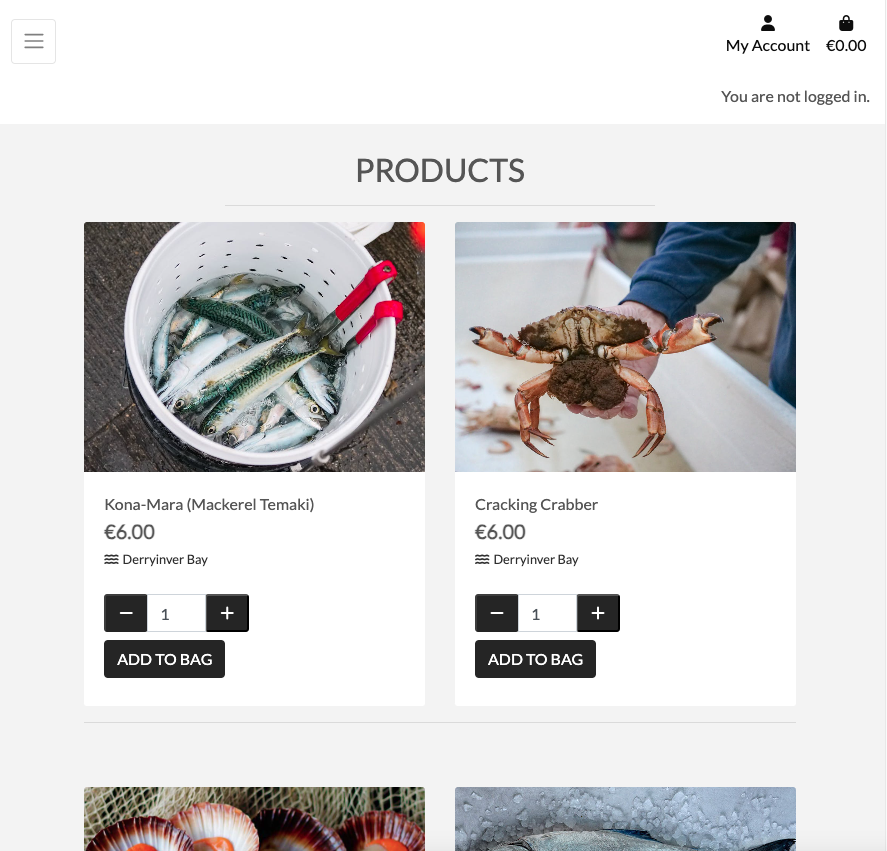 My Account
€0.00
You are not logged in.
PRODUCTS
Kona-Mara (Mackerel Temaki)
€6.00
Derryinver Bay
1
ADD TO BAG
Cracking Crabber
€6.00
Derryinver Bay
1
ADD TO BAG